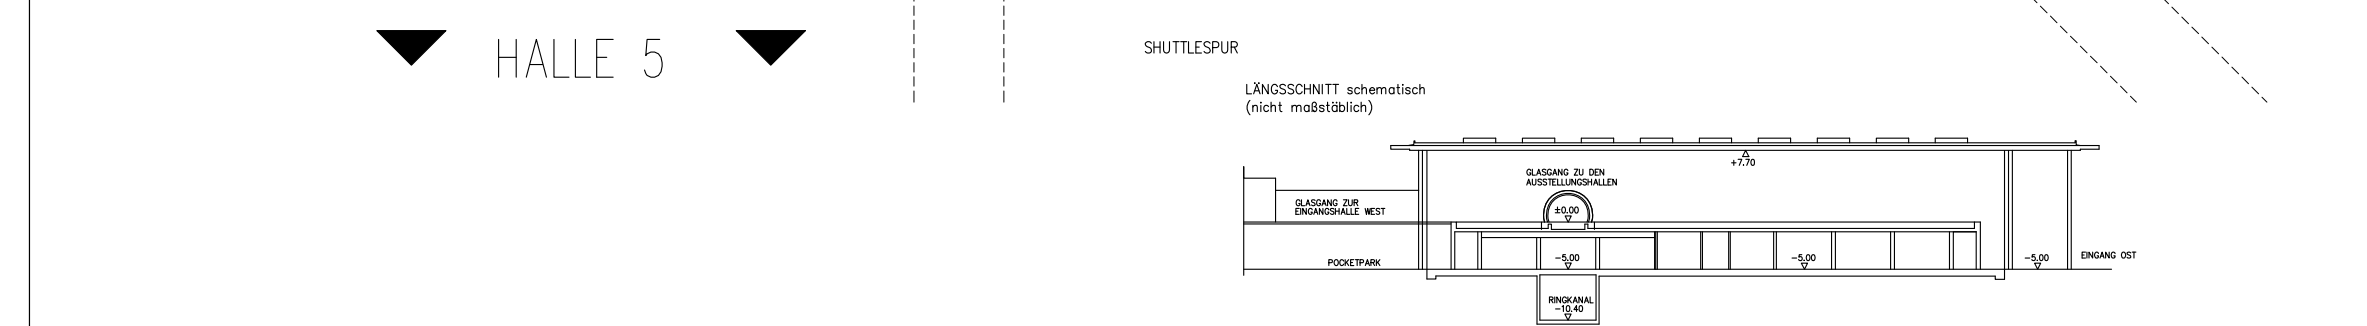 HALLE 5
SHUTTLESPUR
LÄNGSSCHNITT schematisch
(nicht maßstäblich)
+7.70
GLASGANG ZU DEN
AUSSTELLUNGSHALLEN
GLASGANG ZUR
EINGANGSHALLE WEST
±0.00
POCKETPARK
-5.00
-5.00
-5.00
EINGANG OST
RINGKANAL
-10.40